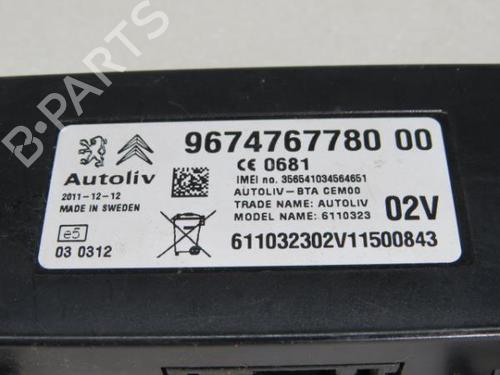 9674767780 00
CE 0681
Autoliv
IMEI no. 356541034564651
2011-12-12
AUTOLIV-BTA CEM00
MADE IN SWEDEN
TRADE NAME: AUTOLIV
MODEL NAME: 6110323
02V
e5
03 0312
611032302V11500843
B-PARTS